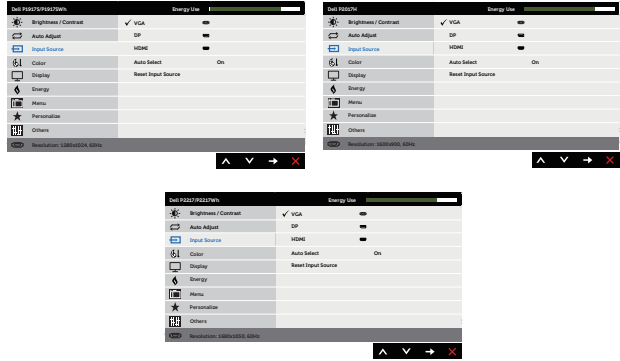 Dell P1917S/P1917SWh Energy Use
Brightness / Contrast ✓ VGA
Auto Adjust DP
Input Source HDMI
Color Auto Select On
Display Reset Input Source
Energy
Menu
Personalize
Others
Resolution: 1280x1024, 60Hz
Dell P2017H Energy Use
Brightness / Contrast ✓ VGA
Auto Adjust DP
Input Source HDMI
Color Auto Select On
Display Reset Input Source
Energy
Menu
Personalize
Others
Resolution: 1600x900, 60Hz
Dell P2217/P2217Wh Energy Use
Brightness / Contrast ✓ VGA
Auto Adjust DP
Input Source HDMI
Color Auto Select On
Display Reset Input Source
Energy
Menu
Personalize
Others
Resolution: 1680x1050, 60Hz